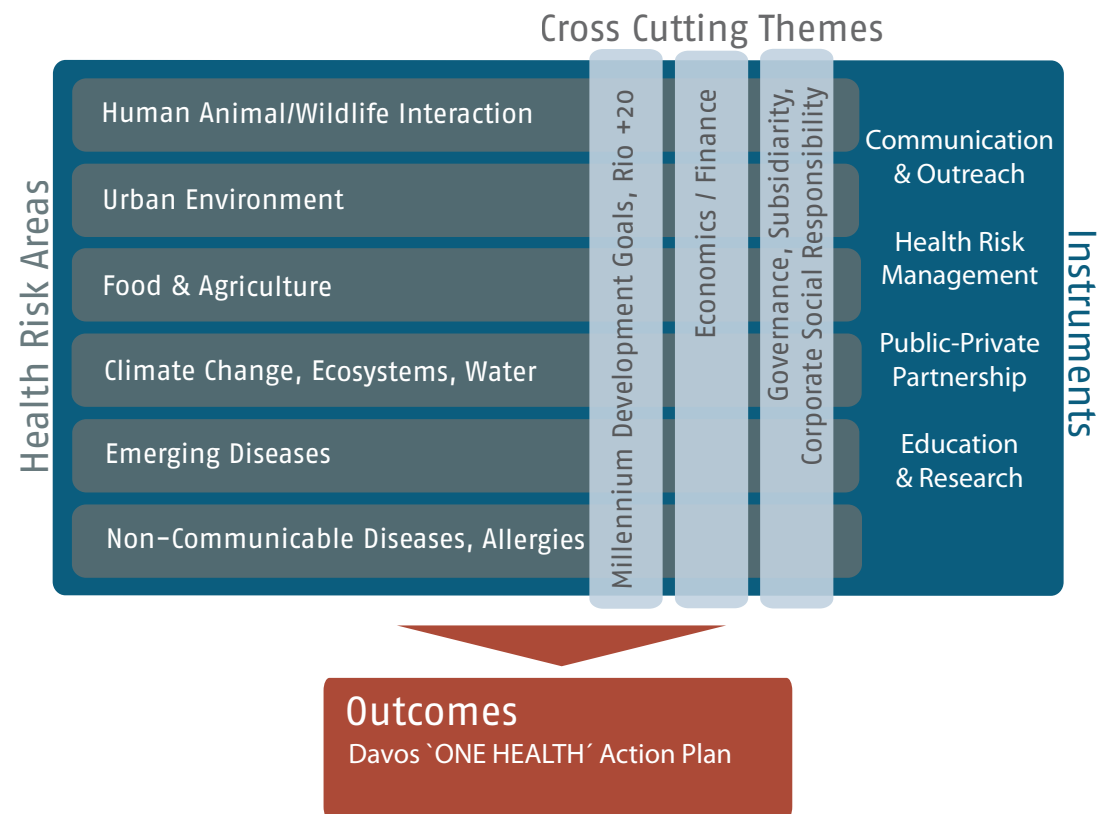 Cross Cutting Themes
Health Risk Areas
Human Animal/Wildlife Interaction
Urban Environment
Food & Agriculture
Climate Change, Ecosystems, Water
Emerging Diseases
Non-Communicable Diseases, Allergies
Millennium Development Goals, Rio +20
Economics / Finance
Governance, Subsidiarity,
Corporate Social Responsibility
Communication
& Outreach
Health Risk
Management
Public-Private
Partnership
Education
& Research
Instruments
Outcomes
Davos `ONE HEALTH´ Action Plan